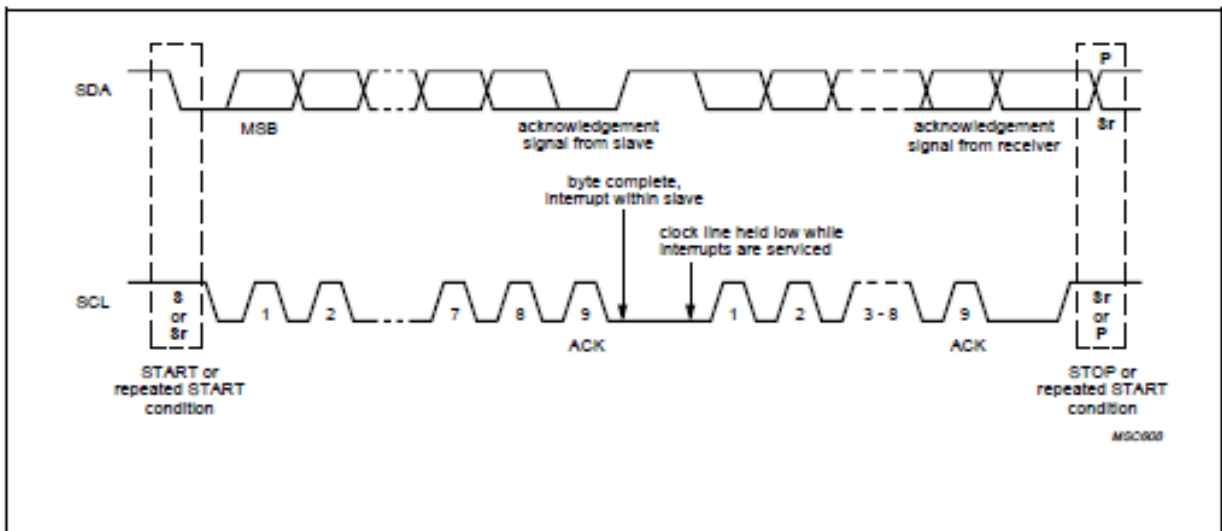 P
SDA
MSB
acknowledgement
signal from slave
acknowledgement
signal from receiver
Sr
byte complete,
interrupt within slave
clock line held low while
interrupts are serviced
SCL
S
or
Sr
1
2
7
8
9
1
2
3 - 8
9
Sr
or
P
ACK
ACK
START or
repeated START
condition
STOP or
repeated START
condition
MSC608